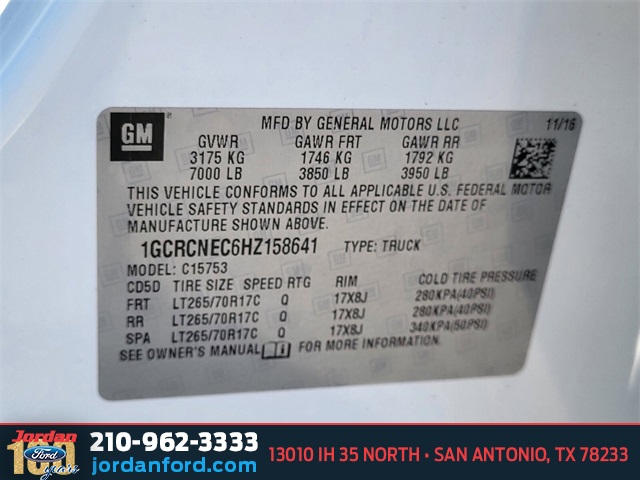 GM
MFD BY GENERAL MOTORS LLC 11/16
GVWR GAWR FRT GAWR RR
3175 KG 1746 KG 1792 KG
7000 LB 3850 LB 3950 LB
THIS VEHICLE CONFORMS TO ALL APPLICABLE U.S. FEDERAL MOTOR
VEHICLE SAFETY STANDARDS IN EFFECT ON THE DATE OF
MANUFACTURE SHOWN ABOVE.
1GCRCNEC6HZ158641 TYPE: TRUCK
MODEL: C15753
CD5D TIRE SIZE SPEED RTG RIM COLD TIRE PRESSURE
FRT LT265/70R17C Q 17X8J 280KPA(40PSI)
RR LT265/70R17C Q 17X8J 280KPA(40PSI)
SPA LT265/70R17C Q 17X8J 340KPA(50PSI)
SEE OWNER'S MANUAL i FOR MORE INFORMATION.
Jordan
Ford
100
years
210-962-3333
jordanford.com
13010 IH 35 NORTH • SAN ANTONIO, TX 78233